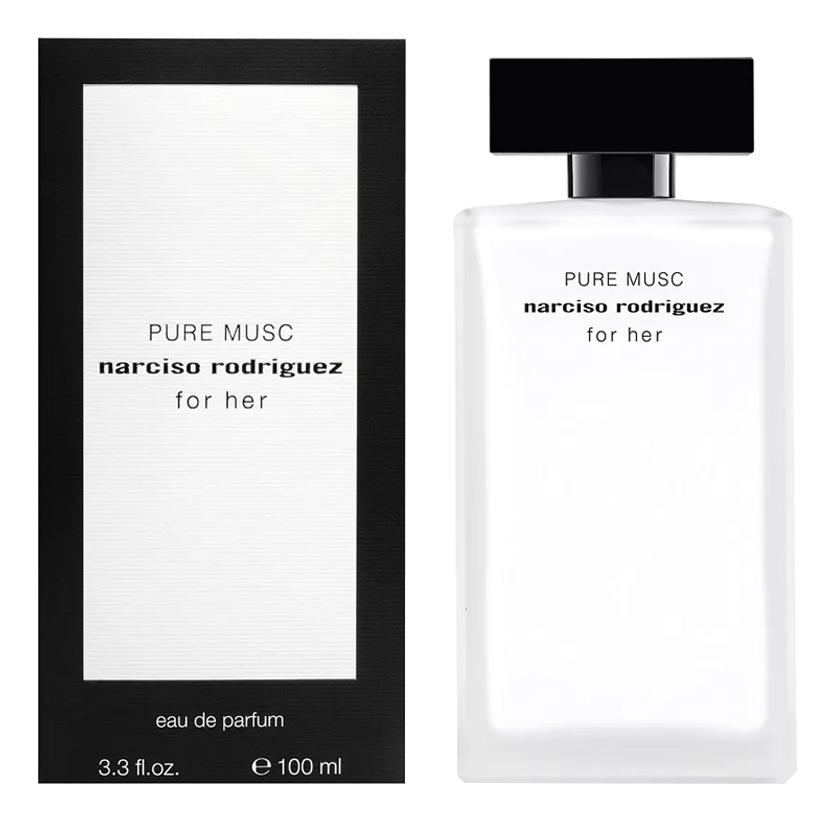 PURE MUSC
narciso rodriguez
for her
eau de parfum
3.3 fl.oz. ℮ 100 ml
PURE MUSC
narciso rodriguez
for her